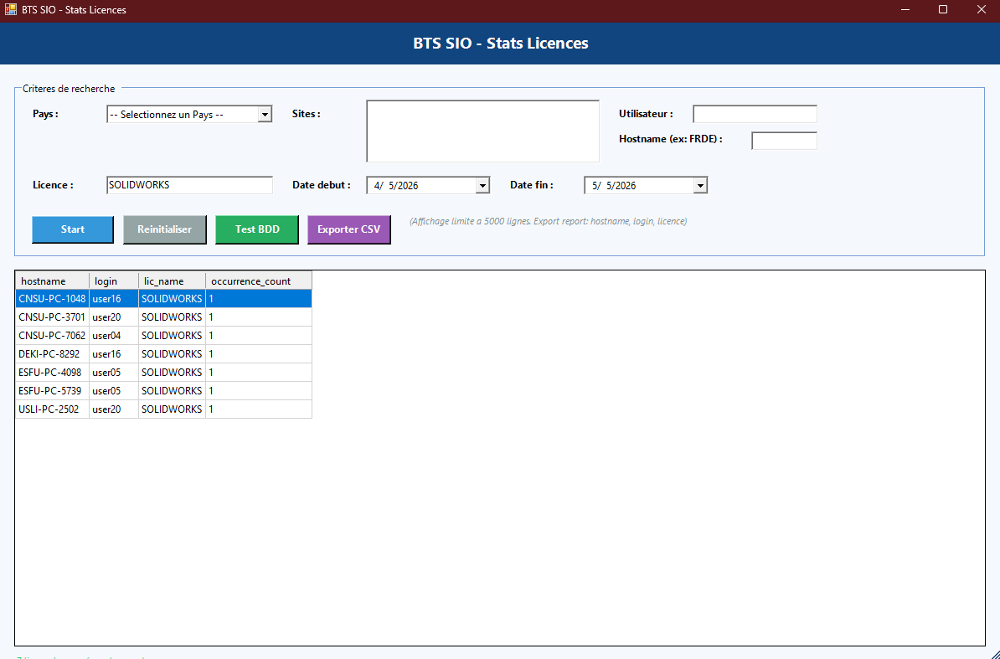 BTS SIO - Stats Licences
BTS SIO - Stats Licences
Criteres de recherche
Pays : -- Selectionnez un Pays -- Sites : Utilisateur :
Hostname (ex: FRDE) :
Licence : SOLIDWORKS Date debut : 4/ 5/2026 Date fin : 5/ 5/2026
Start Reinitialiser Test BDD Exporter CSV (Affichage limite a 5000 lignes. Export report: hostname, login, licence)
hostname login lic_name occurrence_count
CNSU-PC-1048 user16 SOLIDWORKS 1
CNSU-PC-3701 user20 SOLIDWORKS 1
CNSU-PC-7062 user04 SOLIDWORKS 1
DEKI-PC-8292 user16 SOLIDWORKS 1
ESFU-PC-4098 user05 SOLIDWORKS 1
ESFU-PC-5739 user05 SOLIDWORKS 1
USLI-PC-2502 user20 SOLIDWORKS 1